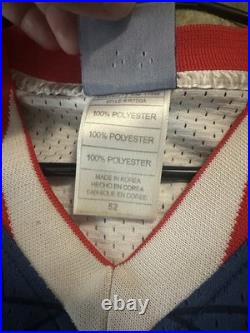 100% POLYESTER
100% POLYESTER
100% POLYESTER
MADE IN KOREA
HECHO EN COREA
FABRIQUÉ EN CORÉE
52